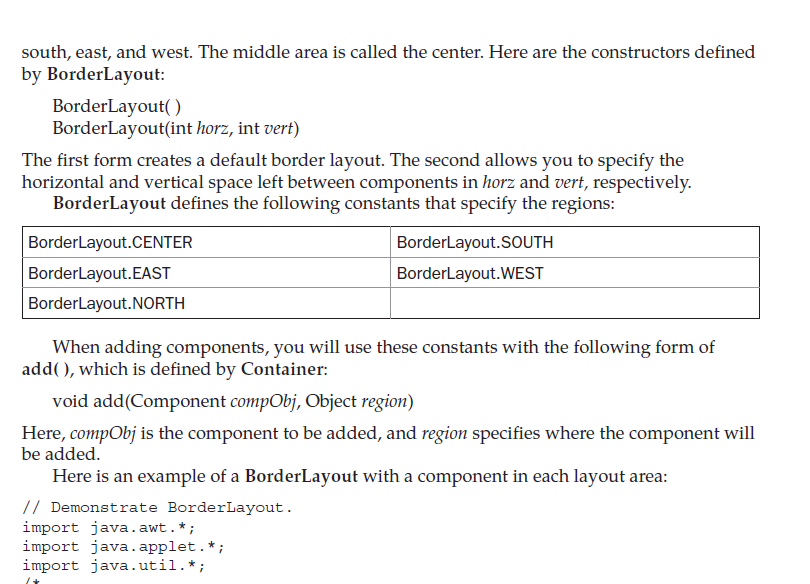 south, east, and west. The middle area is called the center. Here are the constructors defined
by BorderLayout:
BorderLayout( )
BorderLayout(int horz, int vert)
The first form creates a default border layout. The second allows you to specify the
horizontal and vertical space left between components in horz and vert, respectively.
BorderLayout defines the following constants that specify the regions:
BorderLayout.CENTER BorderLayout.SOUTH
BorderLayout.EAST BorderLayout.WEST
BorderLayout.NORTH
When adding components, you will use these constants with the following form of
add( ), which is defined by Container:
void add(Component compObj, Object region)
Here, compObj is the component to be added, and region specifies where the component will
be added.
Here is an example of a BorderLayout with a component in each layout area:
// Demonstrate BorderLayout.
import java.awt.*;
import java.applet.*;
import java.util.*;
/*